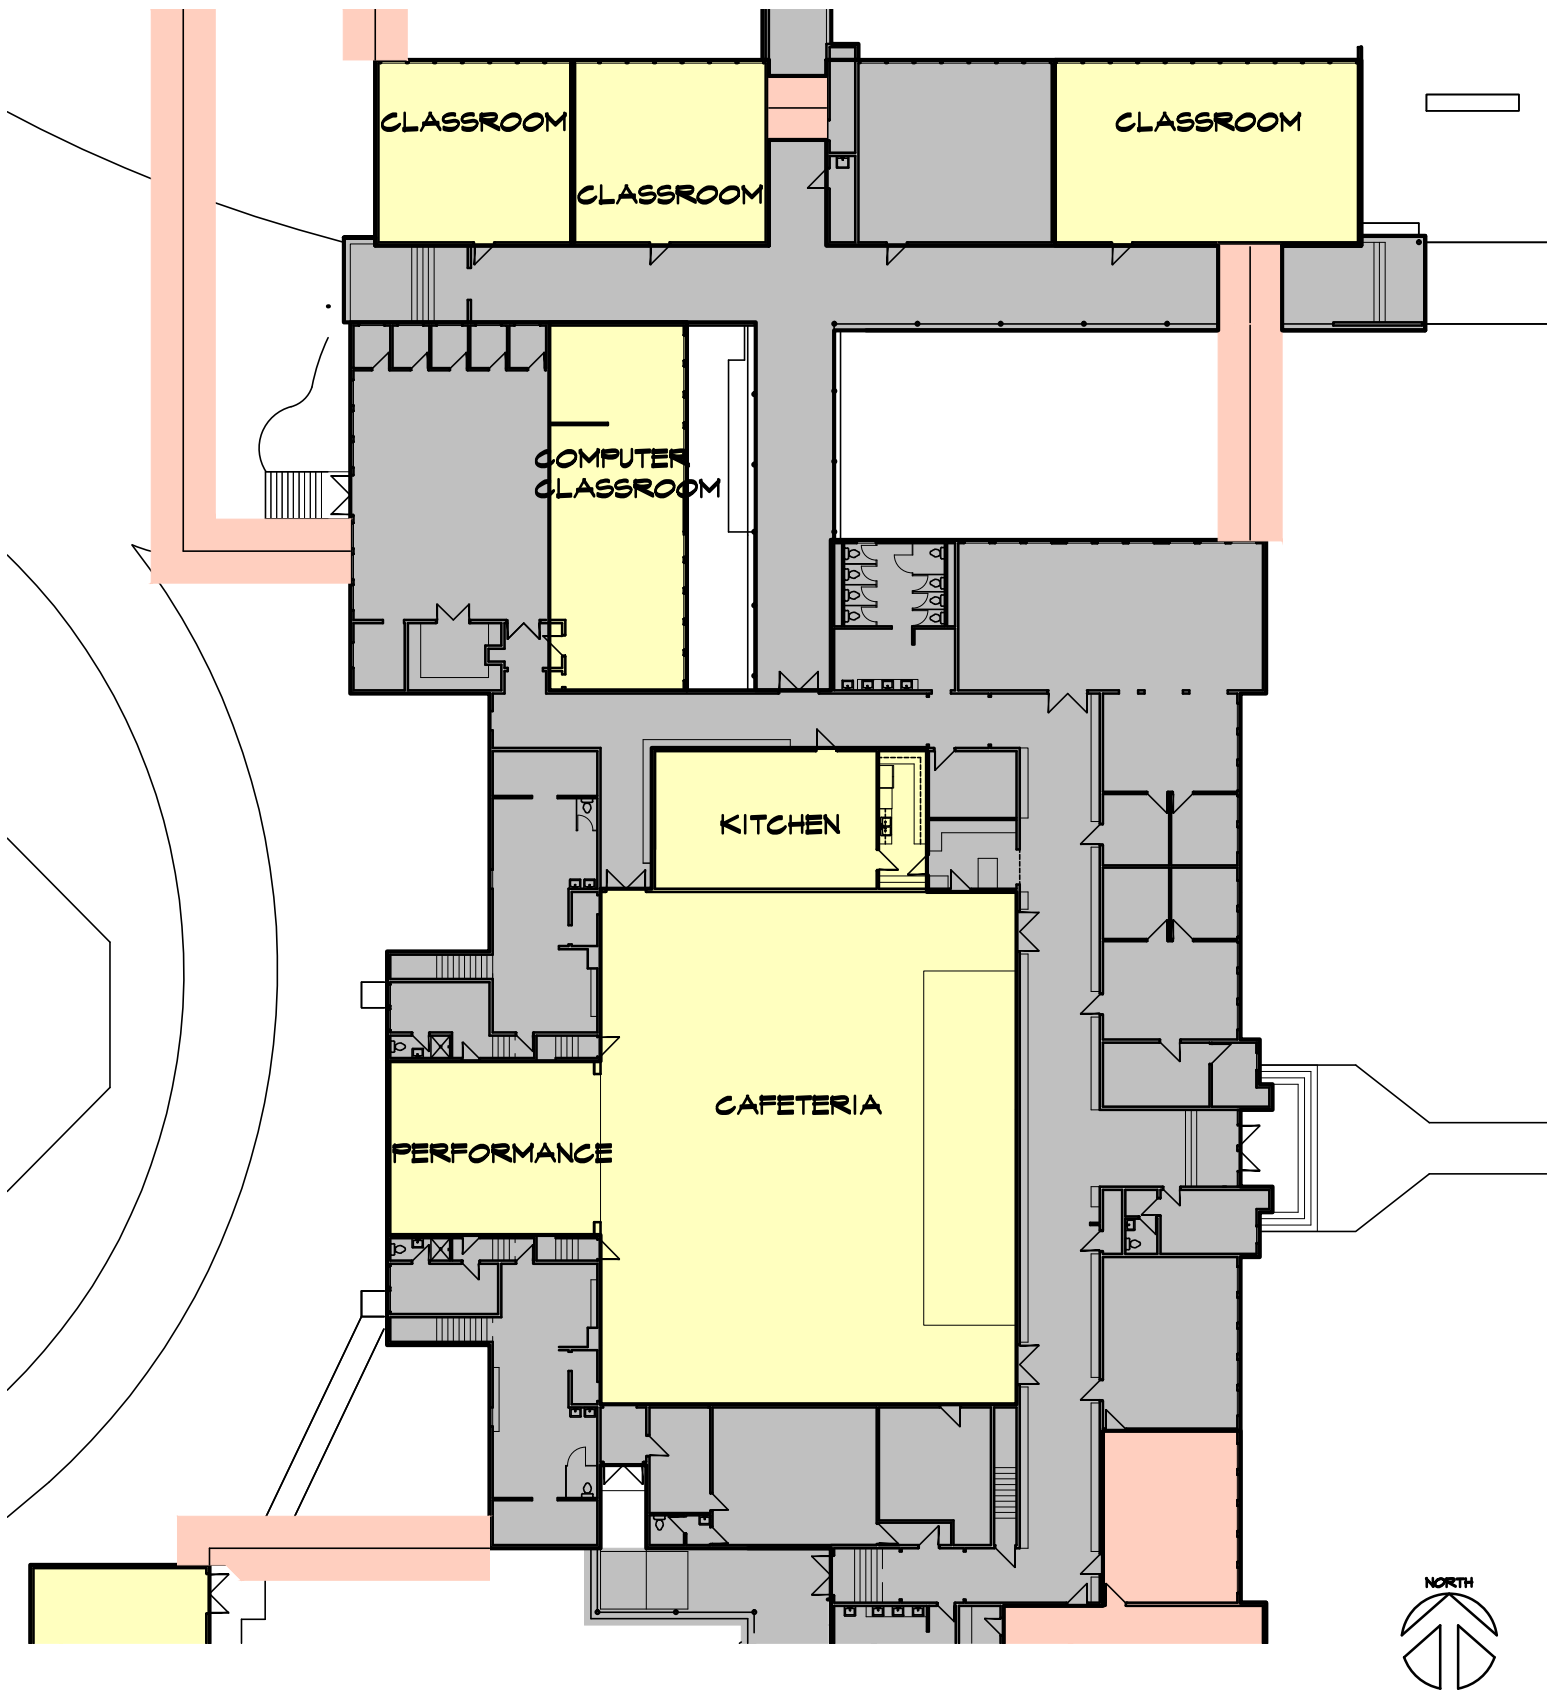 CLASSROOM
CLASSROOM
CLASSROOM
COMPUTER
CLASSROOM
KITCHEN
CAFETERIA
PERFORMANCE
NORTH